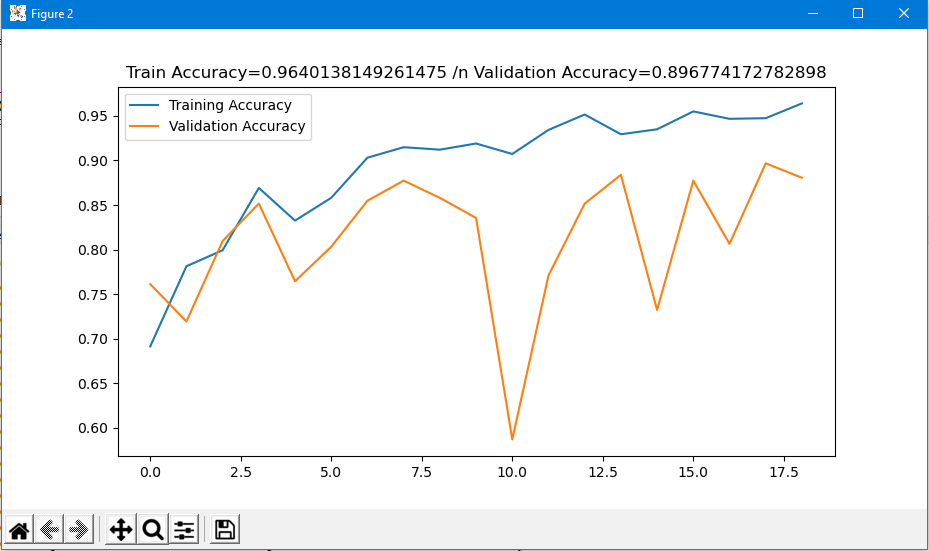 Figure 2
Train Accuracy=0.9640138149261475 /n Validation Accuracy=0.896774172782898
Training Accuracy
Validation Accuracy
0.95
0.90
0.85
0.80
0.75
0.70
0.65
0.60
0.0 2.5 5.0 7.5 10.0 12.5 15.0 17.5